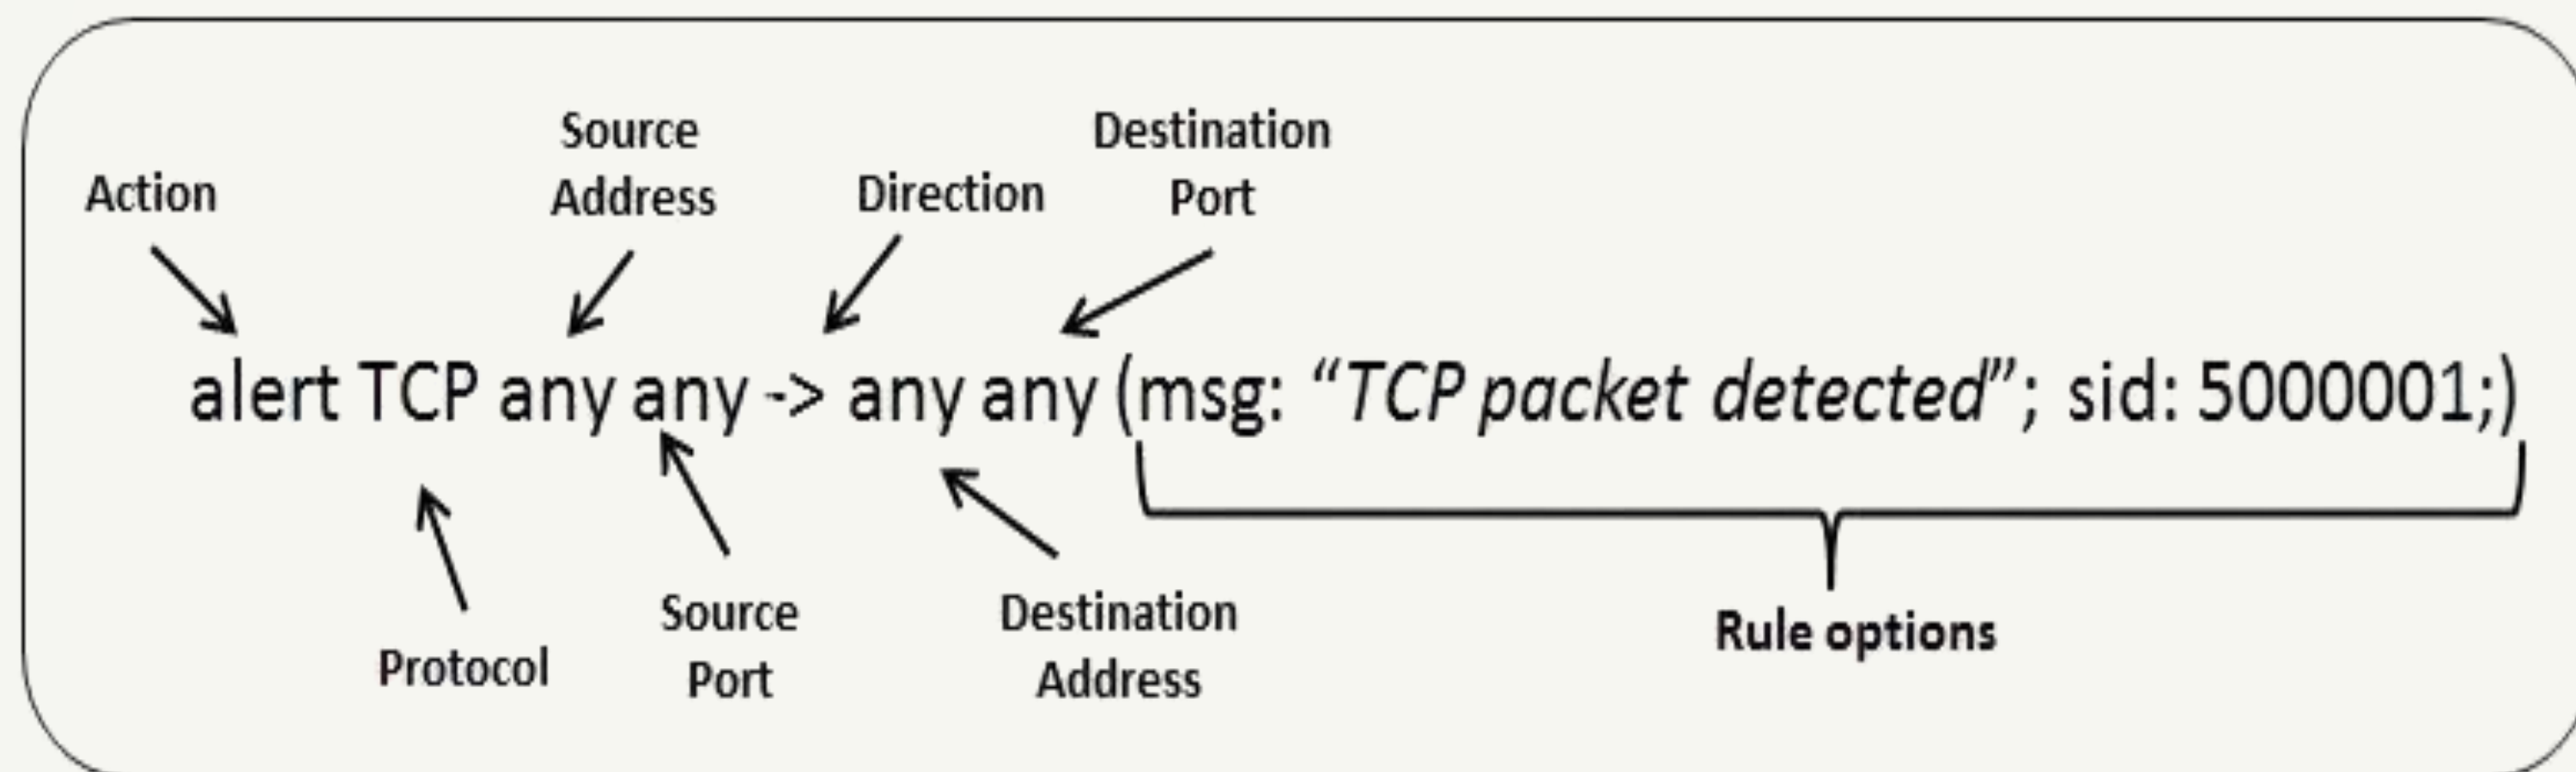 Source
Address
Destination
Port
Action
Direction
alert TCP any any -> any any (msg: “TCP packet detected”; sid: 5000001;)
Protocol
Source
Port
Destination
Address
Rule options